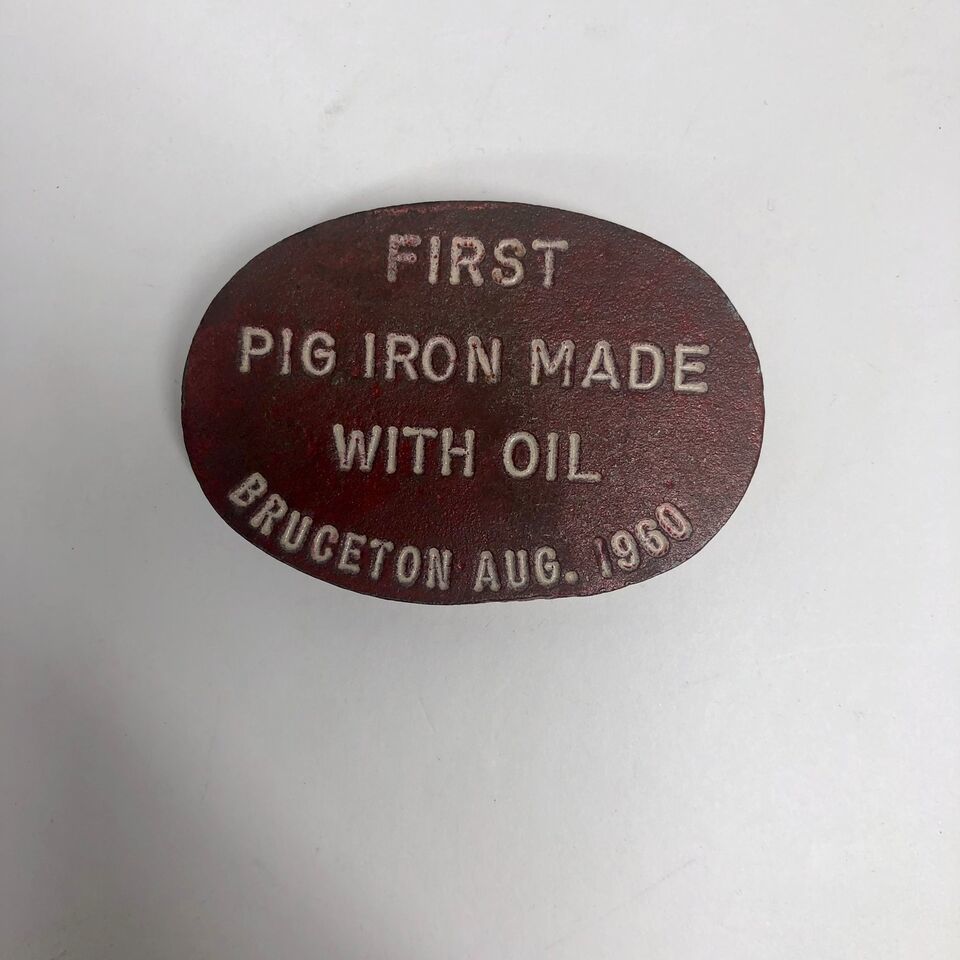 FIRST
PIG IRON MADE
WITH OIL
BRUCETON AUG. 1960